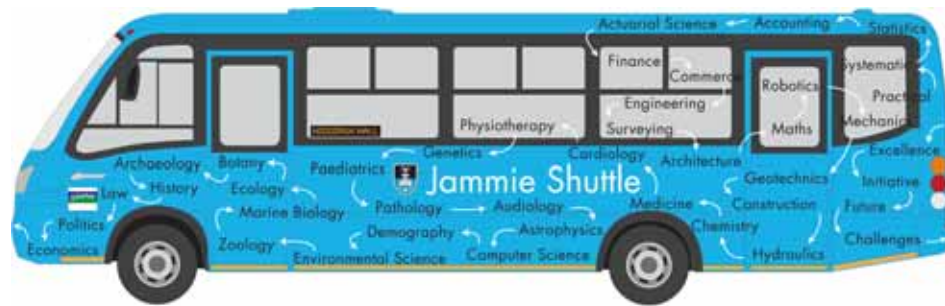 Actuarial Science Accounting Statistics
Finance Commerce Systematic
Robotics Practical
Engineering
Physiotherapy Surveying Maths Mechanics
Genetics Cardiology Architecture Excellence
Archaeology Botany Paediatrics
Law History Ecology Jammie Shuttle Geotechnics Initiative
Politics Marine Biology Pathology Audiology Medicine Construction Future
Demography Astrophysics Chemistry Challenges
Economics Zoology Environmental Science Computer Science Hydraulics